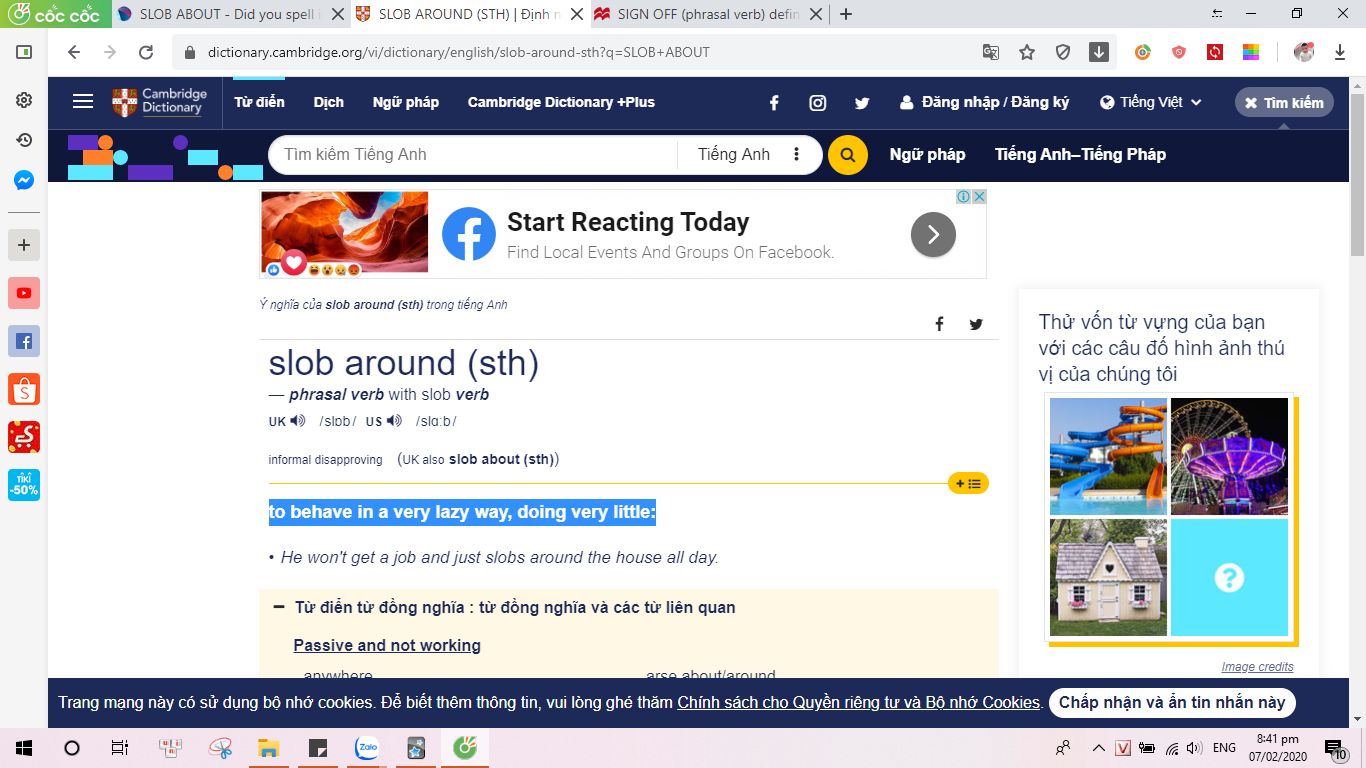 cốc cốc
SLOB ABOUT - Did you spell i
SLOB AROUND (STH) | Định n
SIGN OFF (phrasal verb) defin
dictionary.cambridge.org/vi/dictionary/english/slob-around-sth?q=SLOB+ABOUT
Cambridge Dictionary
Từ điển
Dịch
Ngữ pháp
Cambridge Dictionary +Plus
Đăng nhập / Đăng ký
Tiếng Việt
Tìm kiếm
Tìm kiếm Tiếng Anh
Tiếng Anh
Ngữ pháp
Tiếng Anh–Tiếng Pháp
Start Reacting Today
Find Local Events And Groups On Facebook.
Ý nghĩa của slob around (sth) trong tiếng Anh
slob around (sth)
— phrasal verb with slob verb
UK /slɒb/ US /slɑːb/
informal disapproving (UK also slob about (sth))
to behave in a very lazy way, doing very little:
• He won't get a job and just slobs around the house all day.
Từ điển từ đồng nghĩa : từ đồng nghĩa và các từ liên quan
Passive and not working
anywhere
arse about/around
Thử vốn từ vựng của bạn
với các câu đố hình ảnh thú
vị của chúng tôi
?
Image credits
TIKI
-50%
Trang mạng này có sử dụng bộ nhớ cookies. Để biết thêm thông tin, vui lòng ghé thăm Chính sách cho Quyền riêng tư và Bộ nhớ Cookies.
Chấp nhận và ẩn tin nhắn này
Zalo
V
ENG
8:41 pm
07/02/2020
10